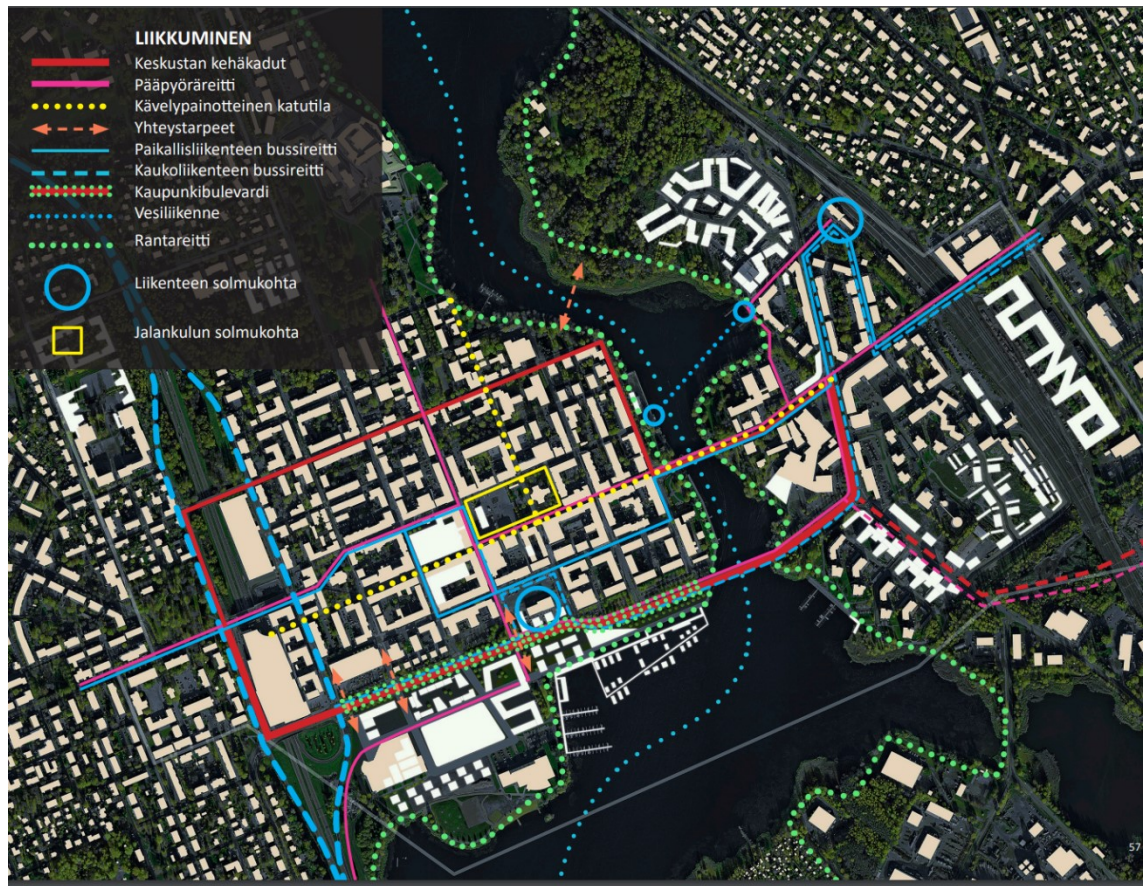 LIIKKUMINEN
Keskustan kehäkadut
Pääpyöräreitti
Kävelypainotteinen katutila
Yhteystarpeet
Paikallisliikenteen bussireitti
Kaukoliikenteen bussireitti
Kaupunkibulevardi
Vesiliikenne
Rantareitti
Liikenteen solmukohta
Jalankulun solmukohta
57